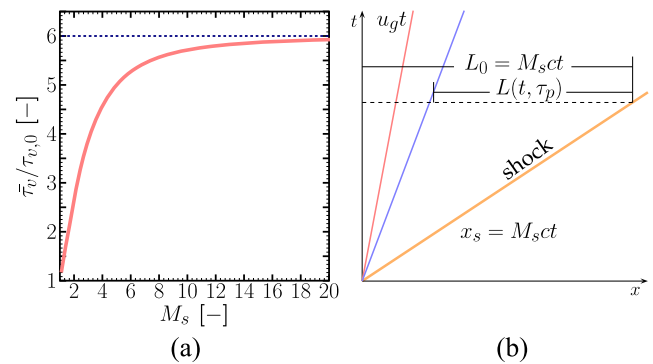 6
5
4
3
2
1
τ̄_v/τ_{v,0} [−]
2 4 6 8 10 12 14 16 18 20
M_s [−]
(a)
t
u_g t
L_0 = M_s ct
L(t, τ_p)
shock
x_s = M_s ct
x
(b)